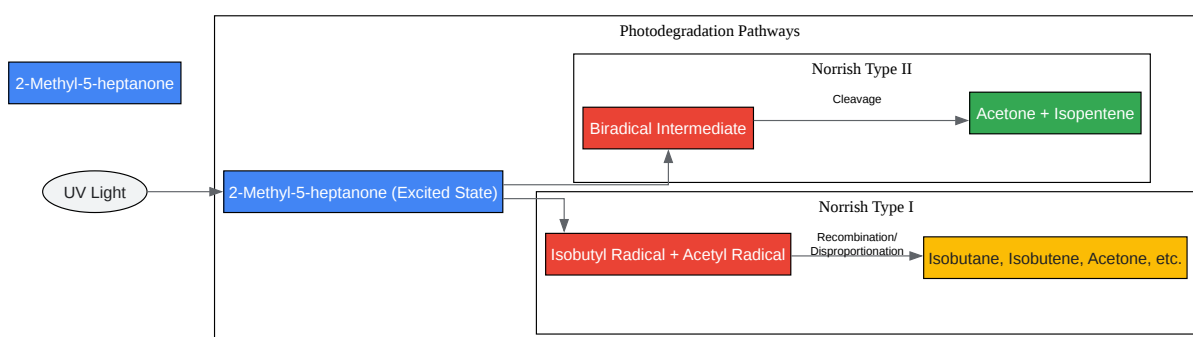 Photodegradation Pathways
2-Methyl-5-heptanone
Norrish Type II
Biradical Intermediate
Cleavage
Acetone + Isopentene
UV Light
2-Methyl-5-heptanone (Excited State)
Norrish Type I
Isobutyl Radical + Acetyl Radical
Recombination/
Disproportionation
Isobutane, Isobutene, Acetone, etc.